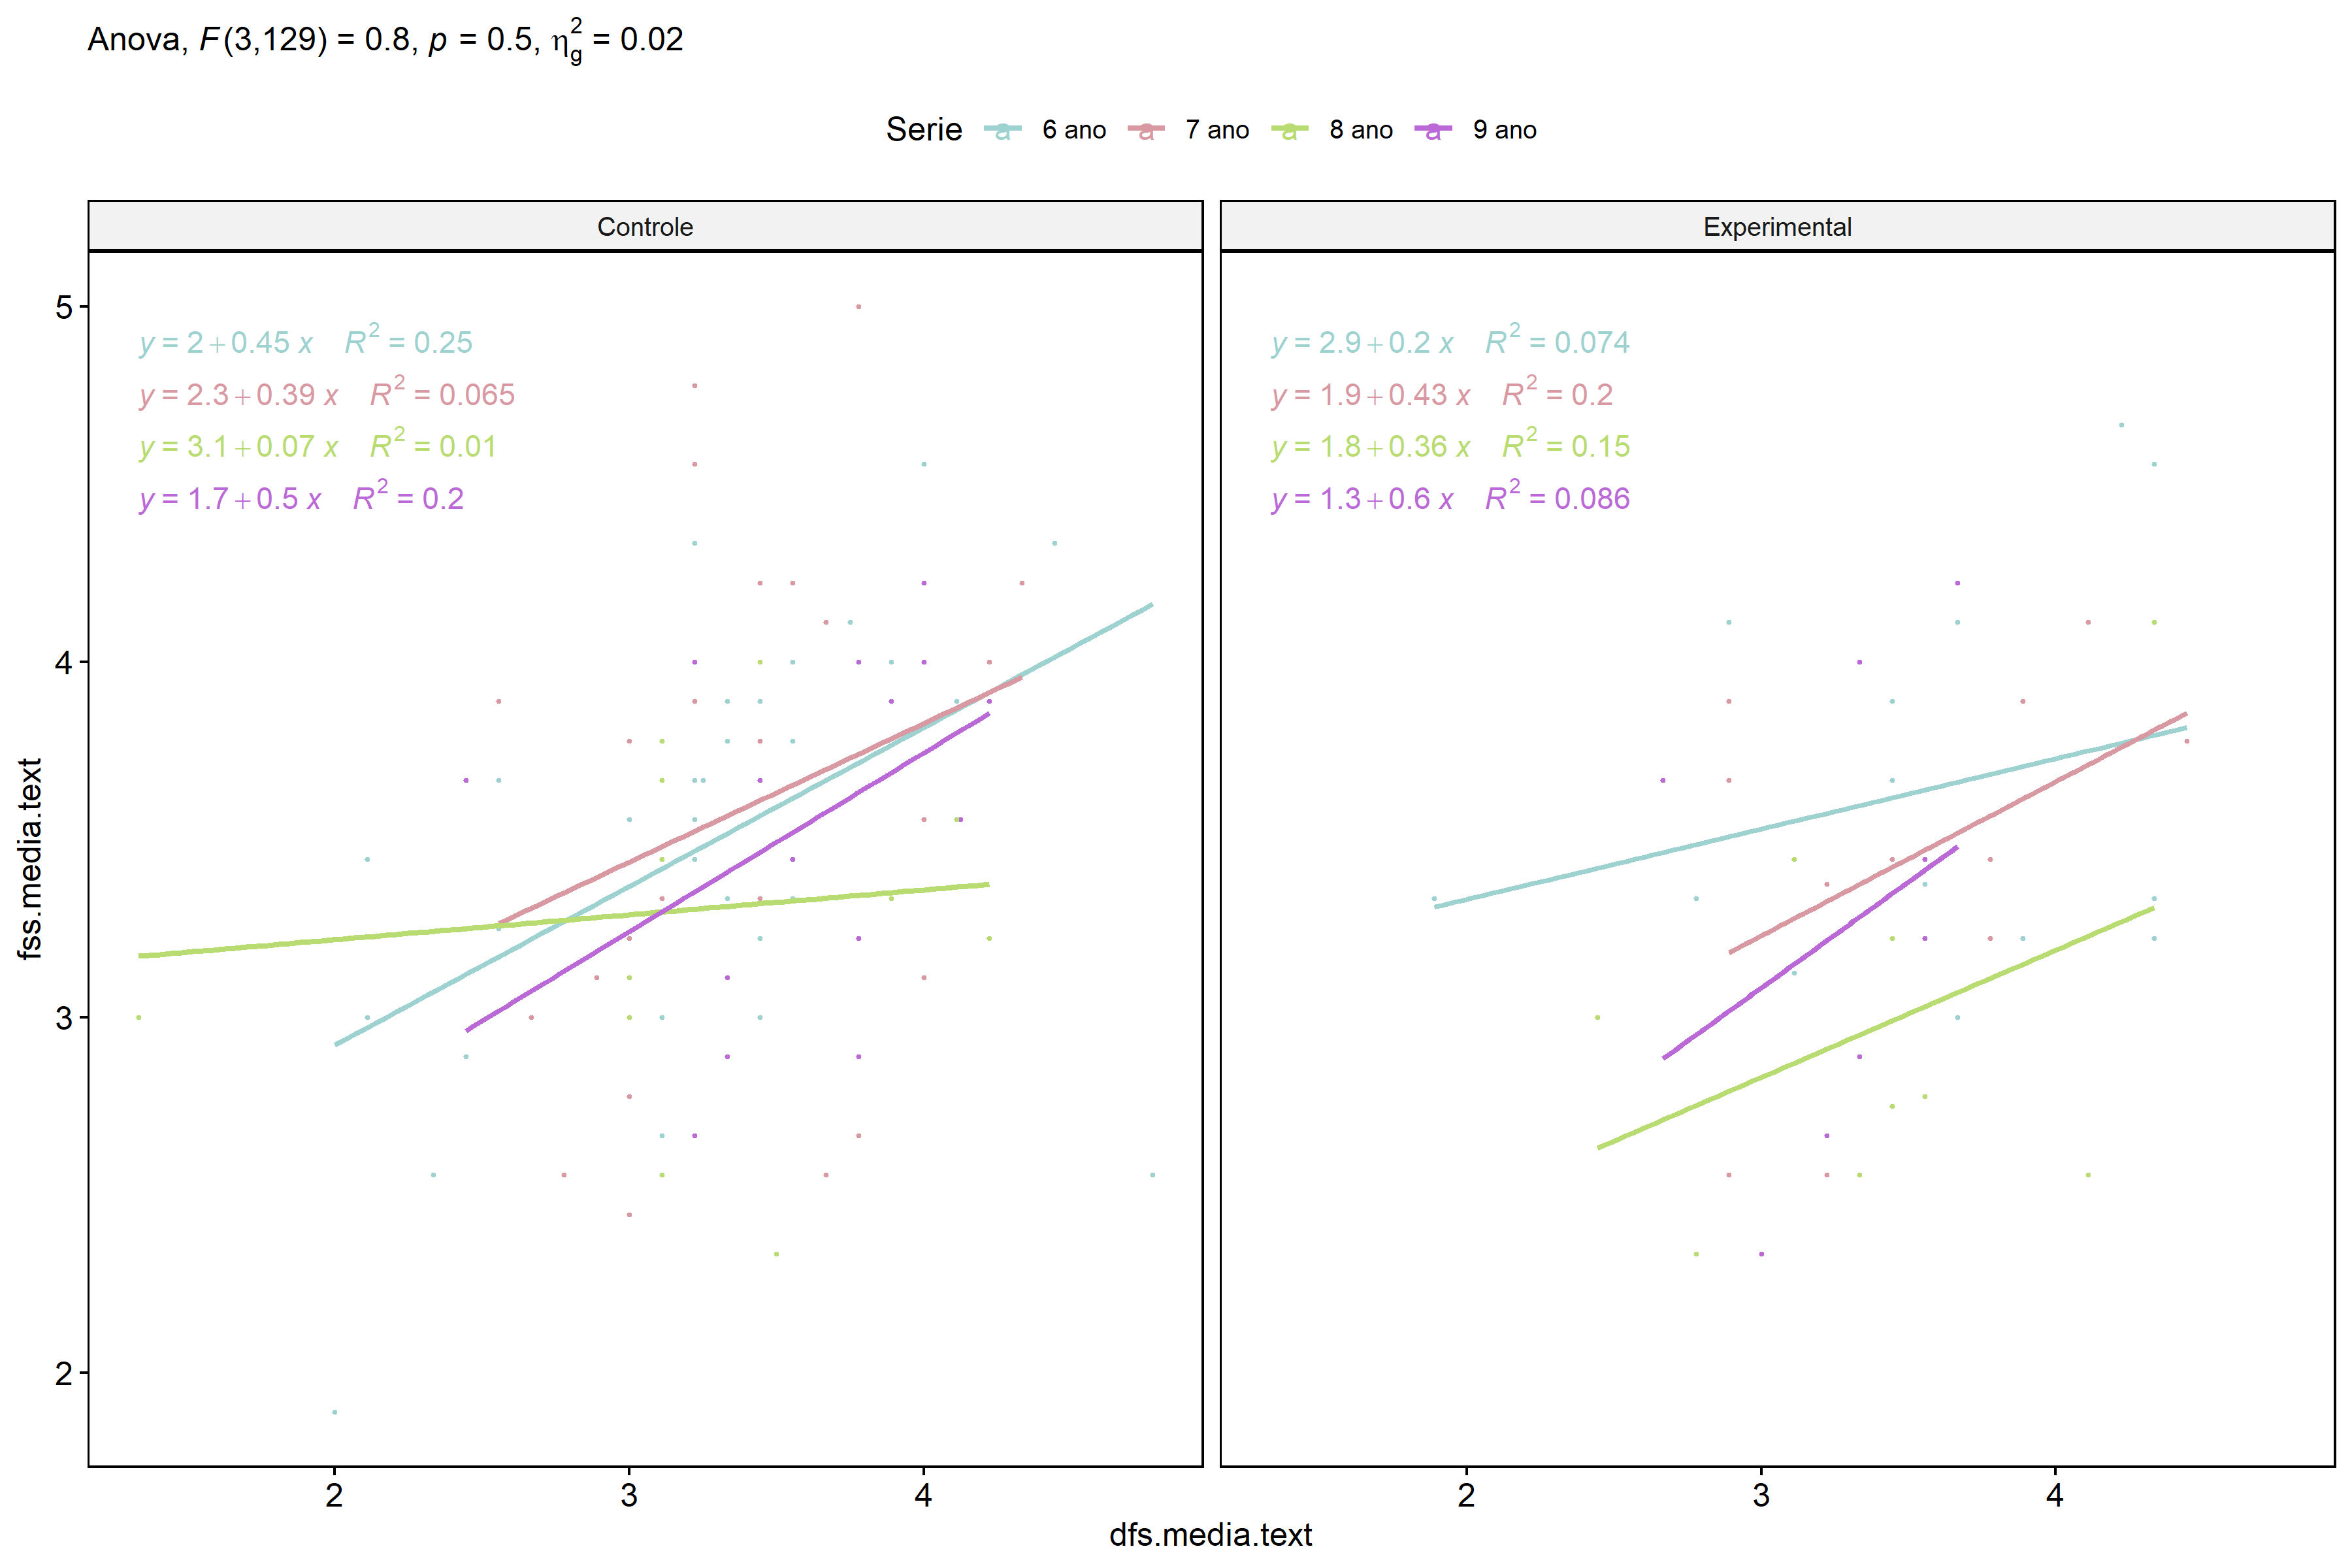 Anova, F(3,129) = 0.8, p = 0.5, η²g = 0.02
Serie a 6 ano a 7 ano a 8 ano a 9 ano
Controle
Experimental
y = 2 + 0.45 x R² = 0.25
y = 2.3 + 0.39 x R² = 0.065
y = 3.1 + 0.07 x R² = 0.01
y = 1.7 + 0.5 x R² = 0.2
y = 2.9 + 0.2 x R² = 0.074
y = 1.9 + 0.43 x R² = 0.2
y = 1.8 + 0.36 x R² = 0.15
y = 1.3 + 0.6 x R² = 0.086
5
4
3
2
fss.media.text
2 3 4
2 3 4
dfs.media.text